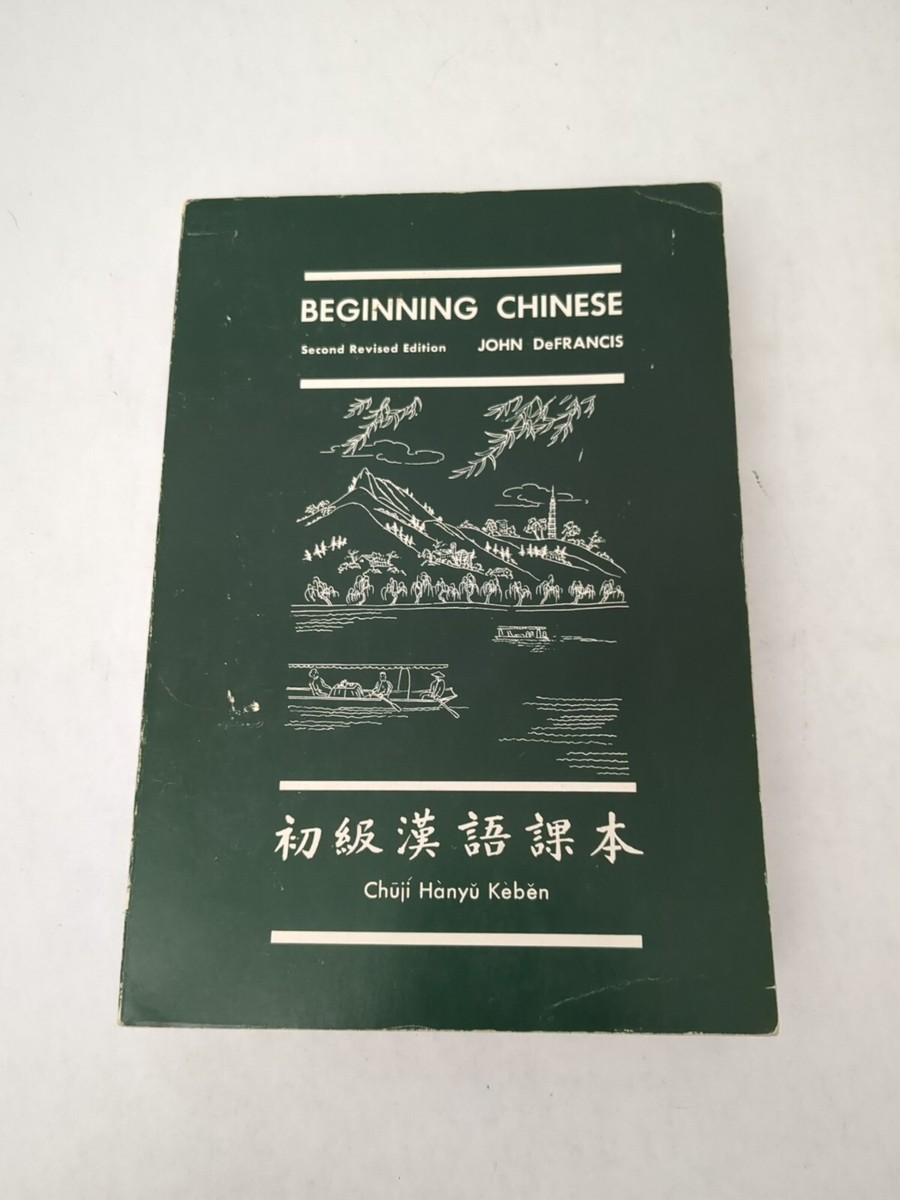 BEGINNING CHINESE
Second Revised Edition JOHN DeFRANCIS
初級漢語課本
Chūjí Hànyǔ Kèběn